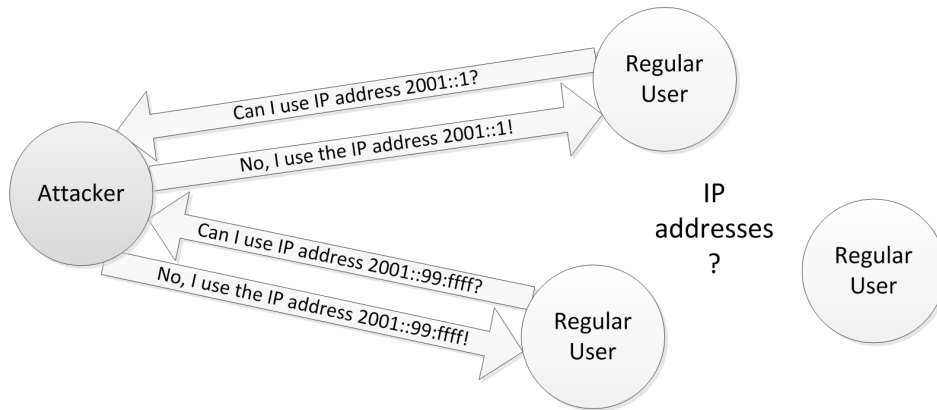 Regular
User
Can I use IP address 2001::1?
No, I use the IP address 2001::1!
Attacker
IP
addresses
?
Can I use IP address 2001::99:ffff?
No, I use the IP address 2001::99:ffff!
Regular
User
Regular
User